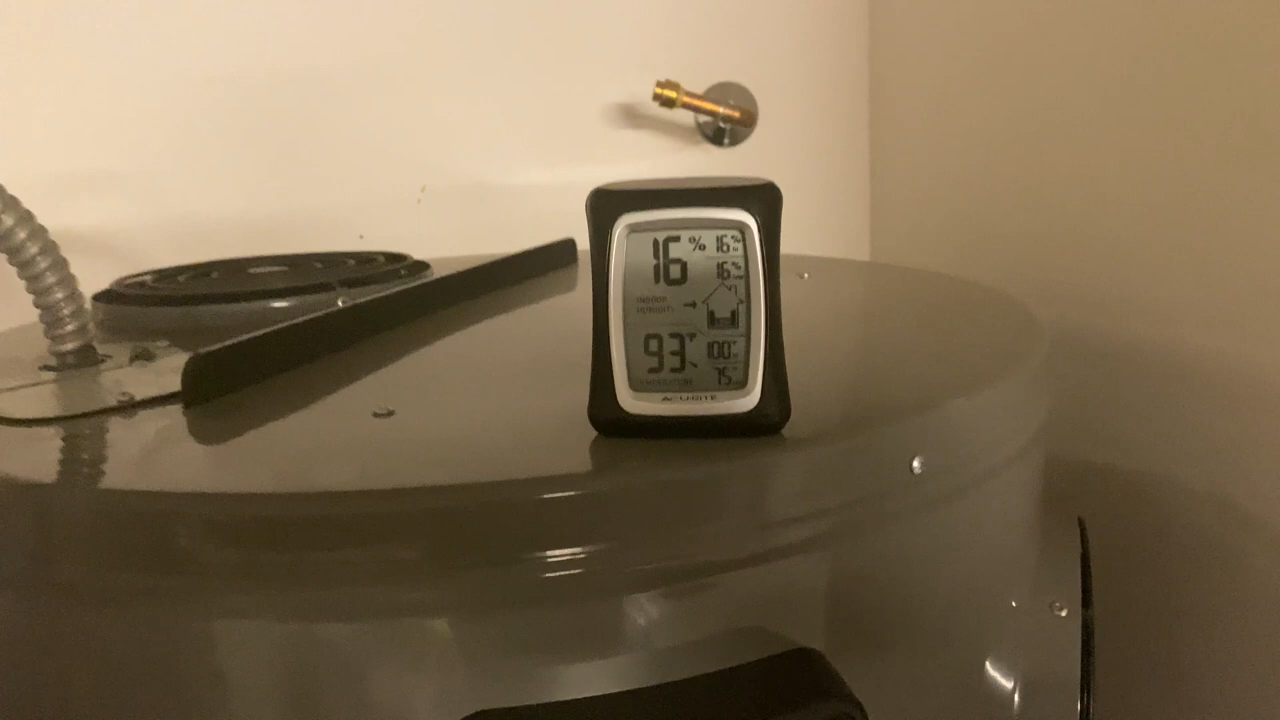 16 % 16 %
16 %
INDOOR
HUMIDITY
93 °F 100 °F
75 °F
TEMPERATURE
ACURITE